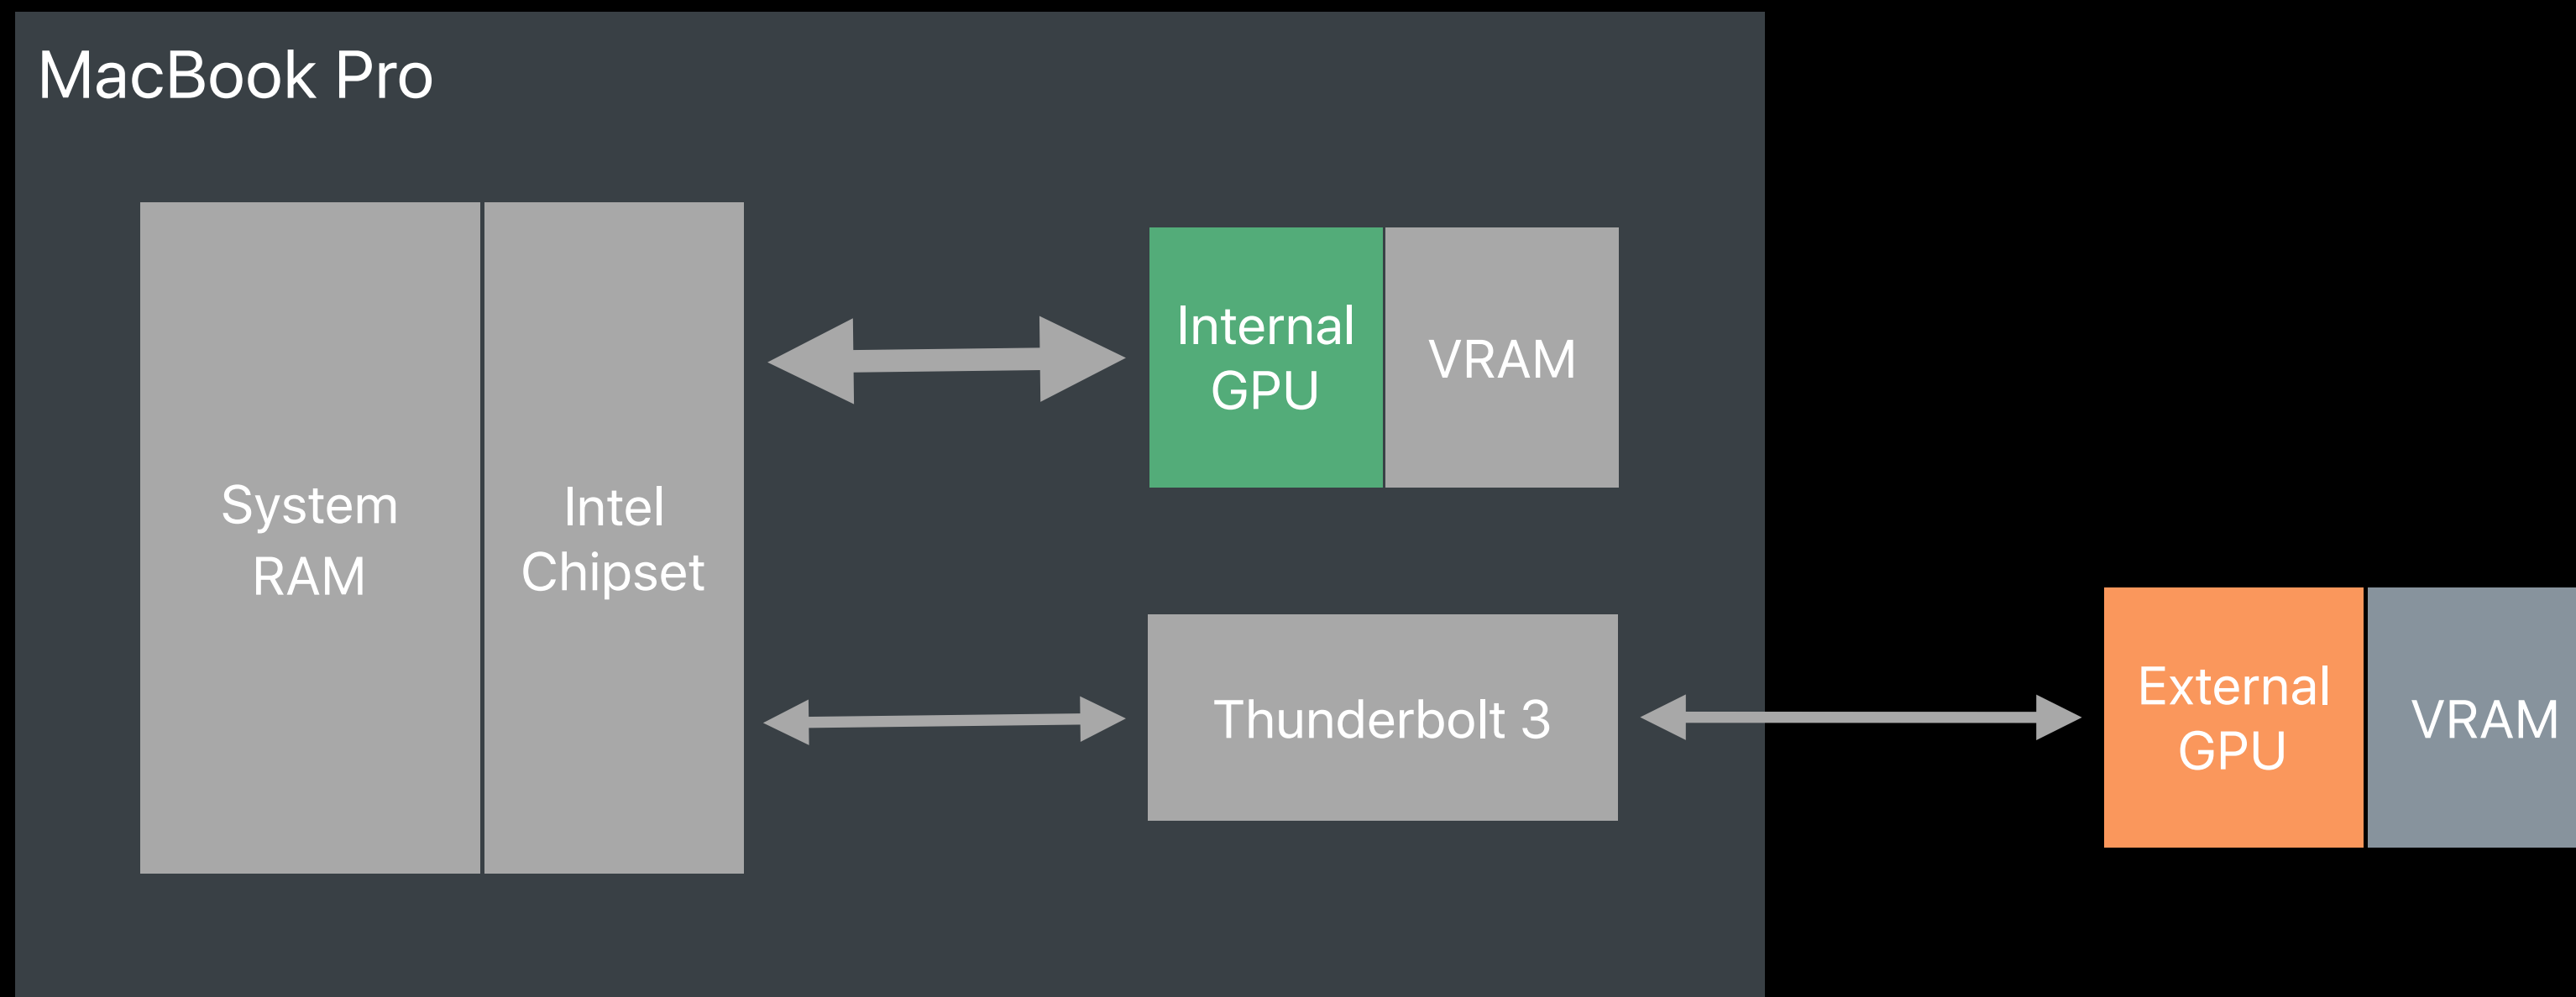 MacBook Pro
System
RAM
Intel
Chipset
Internal
GPU
VRAM
Thunderbolt 3
External
GPU
VRAM